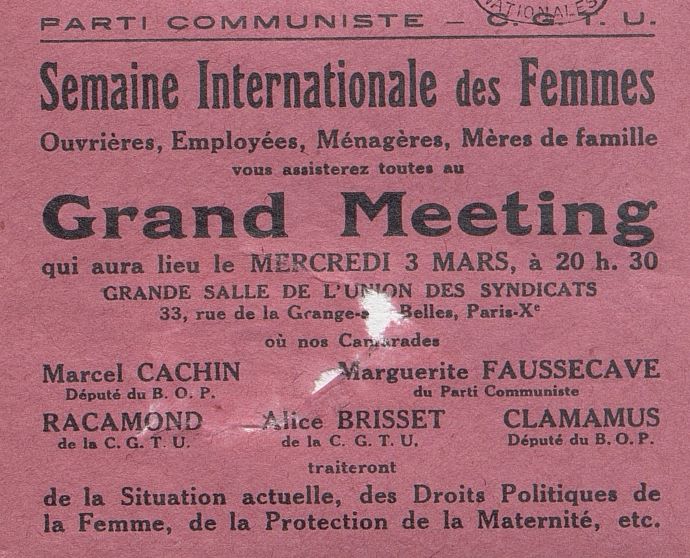 NATIONALES
PARTI COMMUNISTE — C. G. T. U.
Semaine Internationale des Femmes
Ouvrières, Employées, Ménagères, Mères de famille
vous assisterez toutes au
Grand Meeting
qui aura lieu le MERCREDI 3 MARS, à 20 h. 30
GRANDE SALLE DE L'UNION DES SYNDICATS
33, rue de la Grange- Belles, Paris-Xe
où nos Camarades
Marcel CACHIN Marguerite FAUSSECAVE
Député du B. O. P. du Parti Communiste
RACAMOND Alice BRISSET CLAMAMUS
de la C. G. T. U. de la C. G. T. U. Député du B. O. P.
traiteront
de la Situation actuelle, des Droits Politiques de
la Femme, de la Protection de la Maternité, etc.